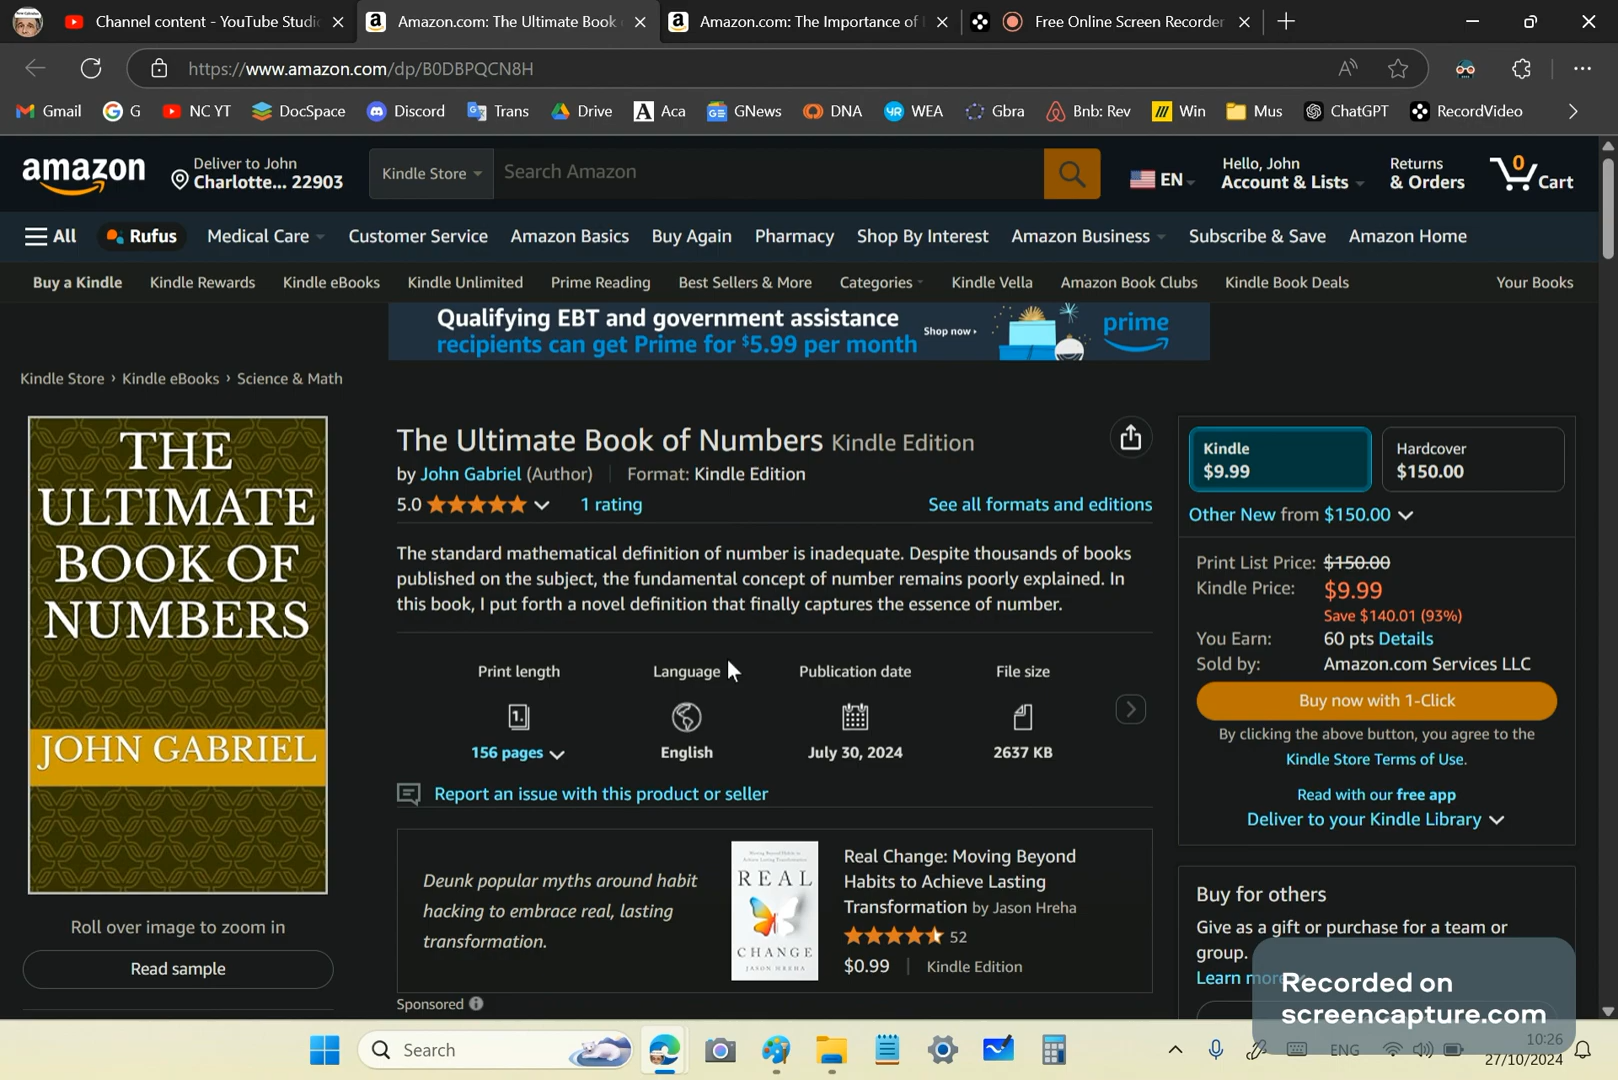 Channel content - YouTube Studi
Amazon.com: The Ultimate Book
Amazon.com: The Importance of
Free Online Screen Recorder
https://www.amazon.com/dp/B0DBPQCN8H
Gmail
G
NC YT
DocSpace
Discord
Trans
Drive
A Aca
GNews
DNA
YR WEA
Gbra
Bnb: Rev
Win
Mus
ChatGPT
RecordVideo
amazon
Deliver to John
Charlotte... 22903
Kindle Store
Search Amazon
EN
Hello, John
Account & Lists
Returns
& Orders
0
Cart
All
Rufus
Medical Care
Customer Service
Amazon Basics
Buy Again
Pharmacy
Shop By Interest
Amazon Business
Subscribe & Save
Amazon Home
Buy a Kindle
Kindle Rewards
Kindle eBooks
Kindle Unlimited
Prime Reading
Best Sellers & More
Categories
Kindle Vella
Amazon Book Clubs
Kindle Book Deals
Your Books
Qualifying EBT and government assistance
recipients can get Prime for $5.99 per month
Shop now ›
prime
Kindle Store › Kindle eBooks › Science & Math
THE
ULTIMATE
BOOK OF
NUMBERS
JOHN GABRIEL
Roll over image to zoom in
Read sample
The Ultimate Book of Numbers Kindle Edition
by John Gabriel (Author) | Format: Kindle Edition
5.0
1 rating
See all formats and editions
The standard mathematical definition of number is inadequate. Despite thousands of books
published on the subject, the fundamental concept of number remains poorly explained. In
this book, I put forth a novel definition that finally captures the essence of number.
Print length
Language
Publication date
File size
1.
156 pages
English
July 30, 2024
2637 KB
Report an issue with this product or seller
Deunk popular myths around habit
hacking to embrace real, lasting
transformation.
REAL
CHANGE
JASON HREHA
Real Change: Moving Beyond
Habits to Achieve Lasting
Transformation by Jason Hreha
52
$0.99 | Kindle Edition
Sponsored
Kindle
$9.99
Hardcover
$150.00
Other New from $150.00
Print List Price: $150.00
Kindle Price: $9.99
Save $140.01 (93%)
You Earn: 60 pts Details
Sold by: Amazon.com Services LLC
Buy now with 1-Click
By clicking the above button, you agree to the
Kindle Store Terms of Use.
Read with our free app
Deliver to your Kindle Library
Buy for others
Give as a gift or purchase for a team or
group.
Learn more
Recorded on
screencapture.com
Search
ENG
10:26
27/10/2024